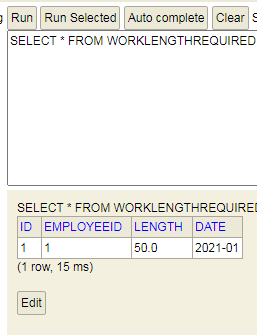 Run Run Selected Auto complete Clear S
SELECT * FROM WORKLENGTHREQUIRED
SELECT * FROM WORKLENGTHREQUIRED
ID EMPLOYEEID LENGTH DATE
1 1 50.0 2021-01
(1 row, 15 ms)
Edit